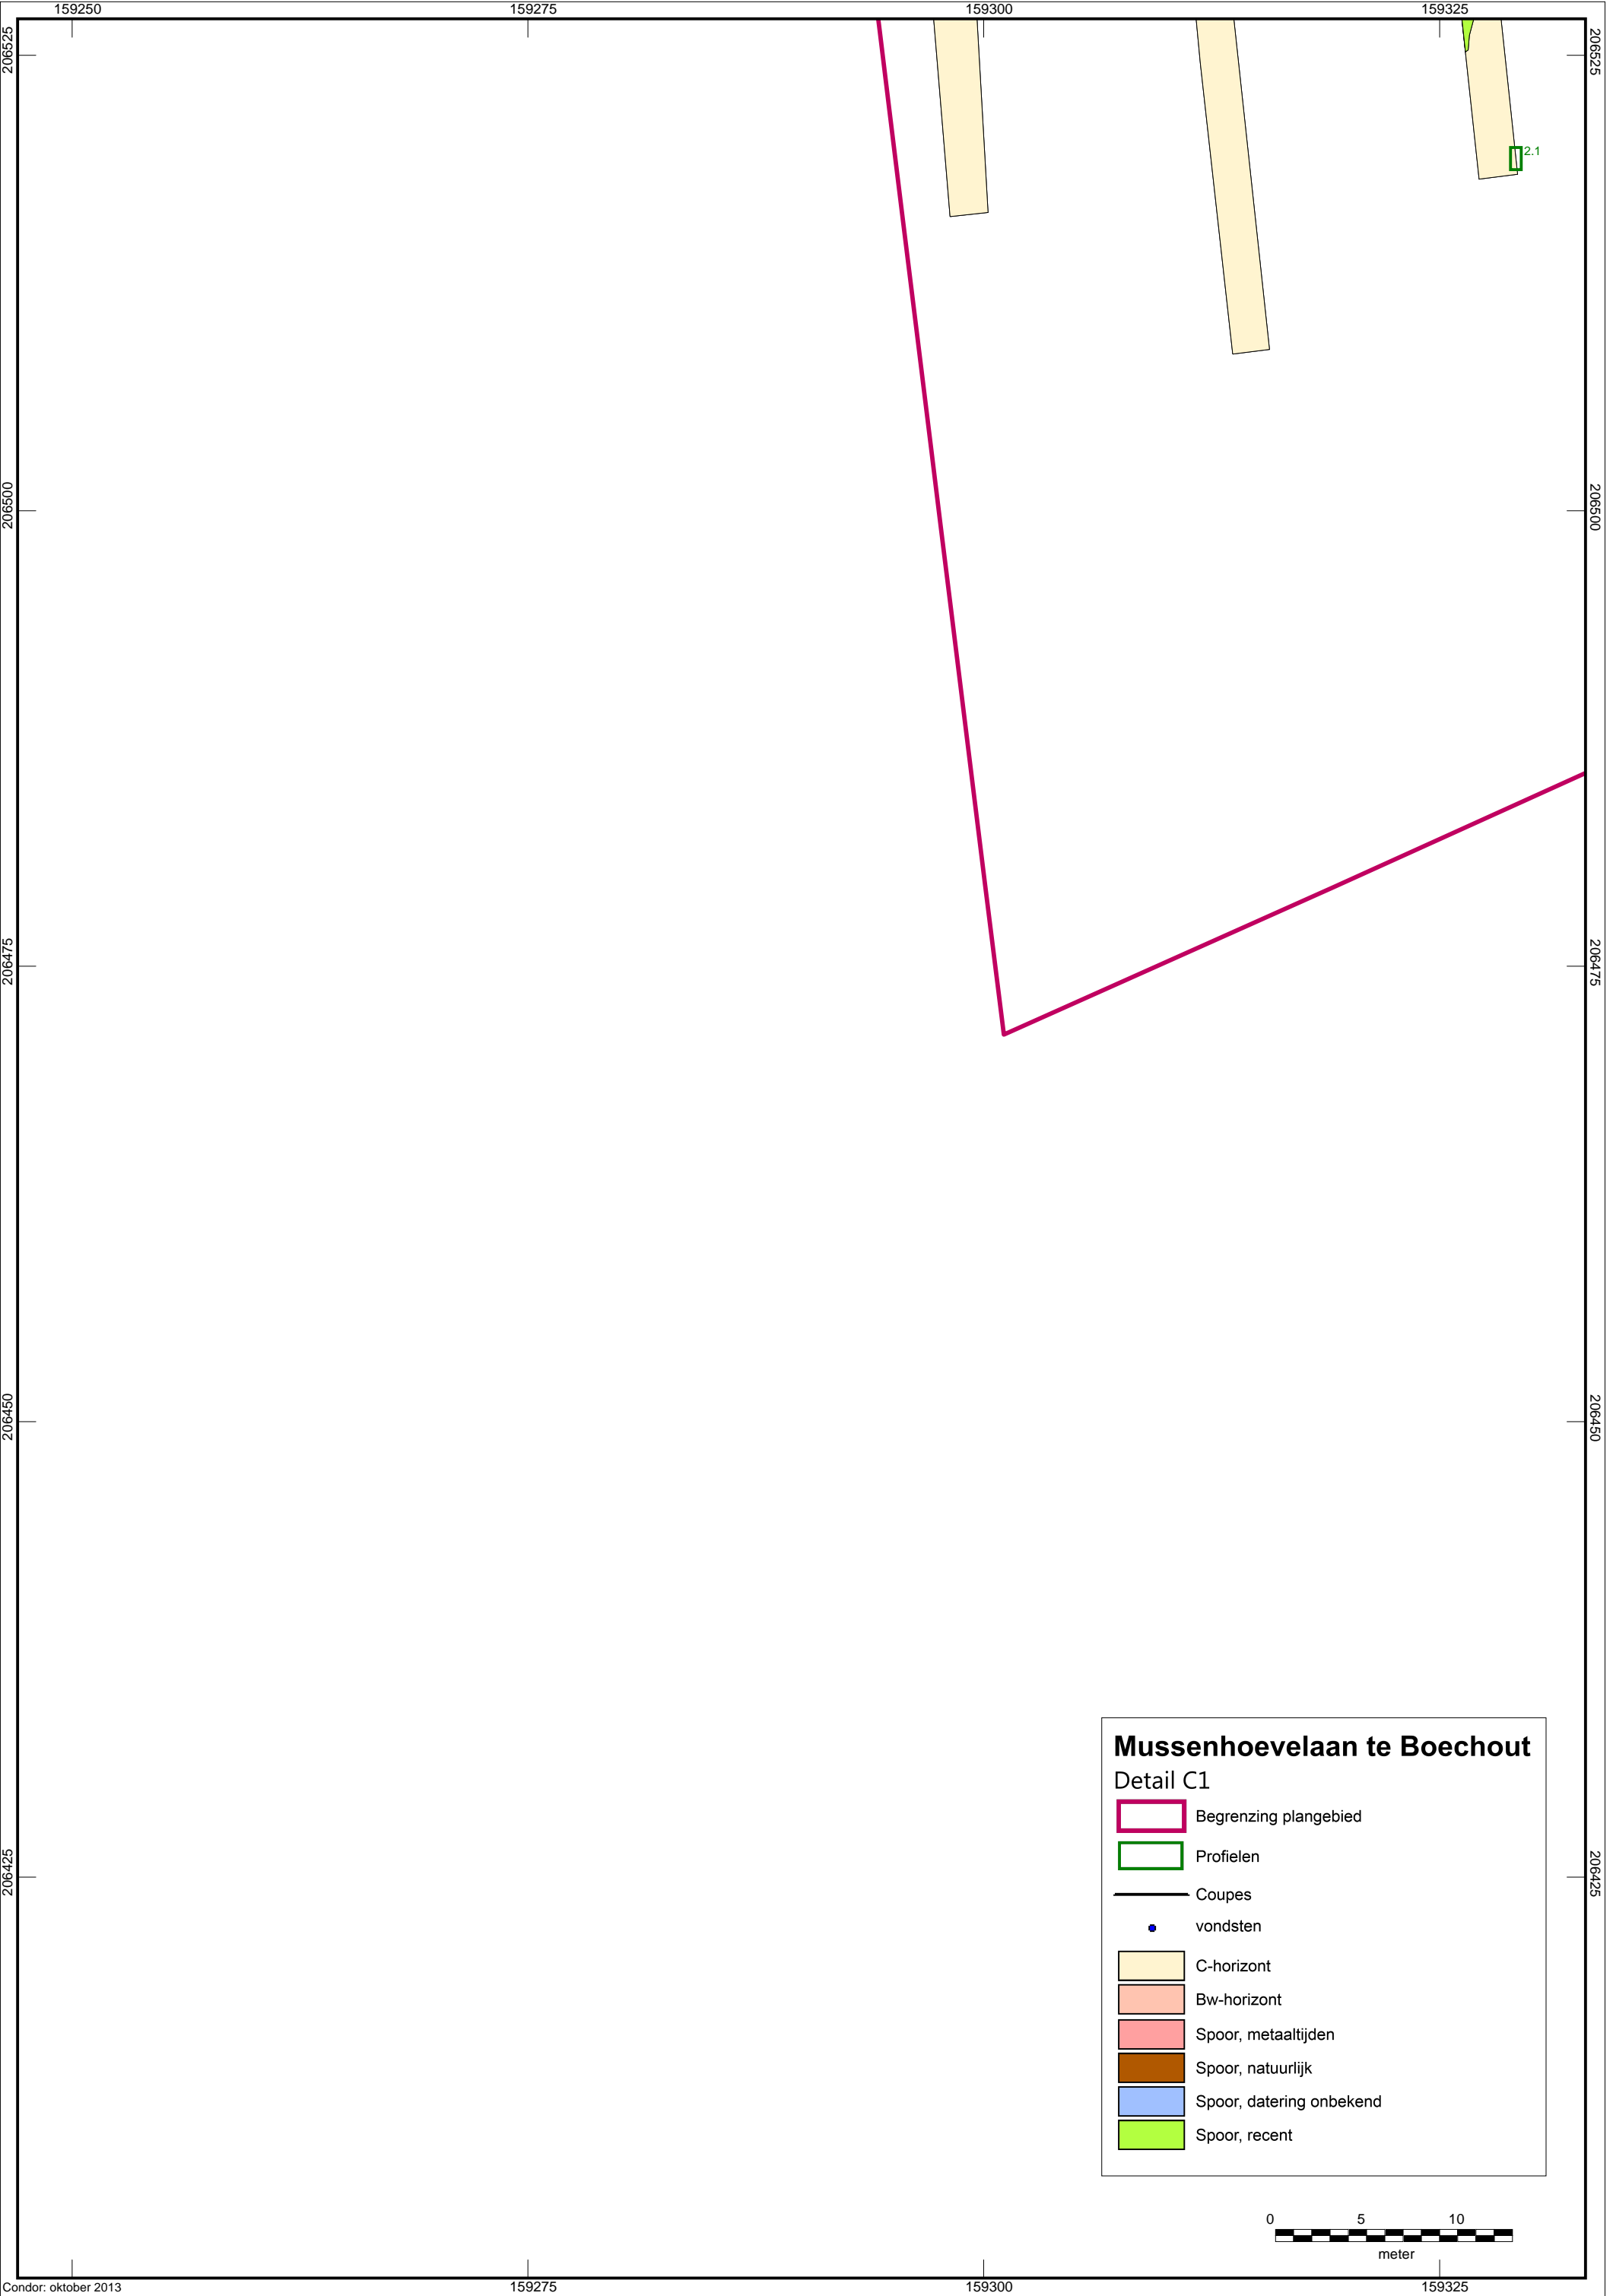 159250
159275
159300
159325
206525
206525
2.1
206500
206500
206475
206475
206450
206450
206425
206425
Mussenhoevelaan te Boechout
Detail C1
Begrenzing plangebied
Profielen
Coupes
vondsten
C-horizont
Bw-horizont
Spoor, metaaltijden
Spoor, natuurlijk
Spoor, datering onbekend
Spoor, recent
0 5 10
meter
Condor: oktober 2013
159275
159300
159325